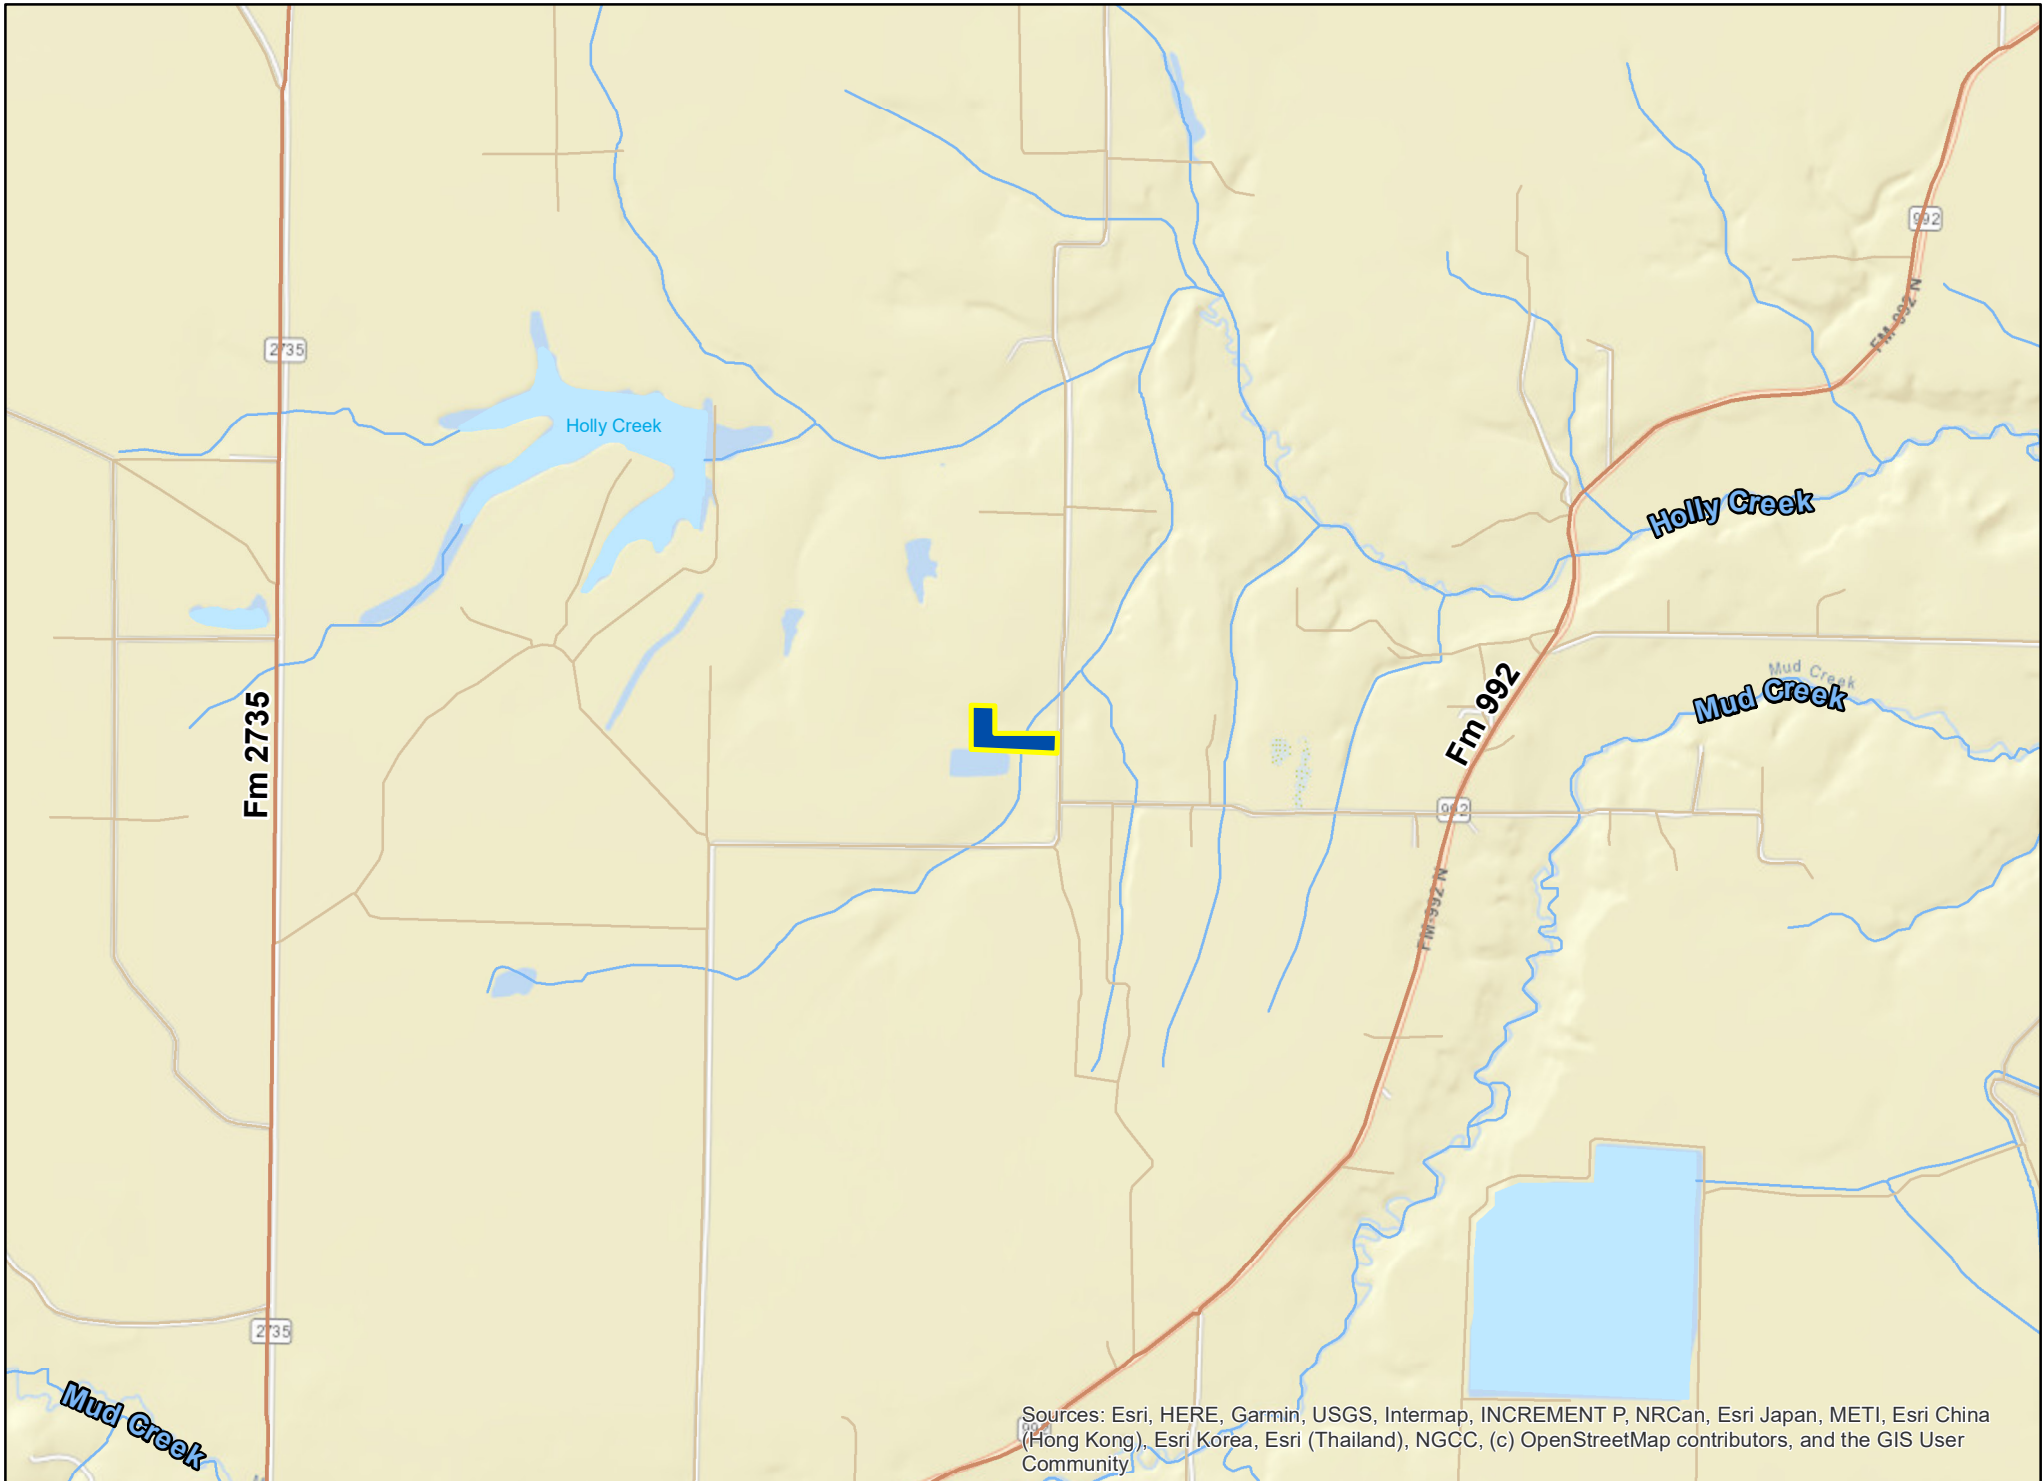 992
FM 992 N
2735
Holly Creek
Holly Creek
Mud Creek
Mud Creek
Fm 992
Fm 2735
992
FM 992 N
2735
Mud Creek
Sources: Esri, HERE, Garmin, USGS, Intermap, INCREMENT P, NRCan, Esri Japan, METI, Esri China
(Hong Kong), Esri Korea, Esri (Thailand), NGCC, (c) OpenStreetMap contributors, and the GIS User
Community